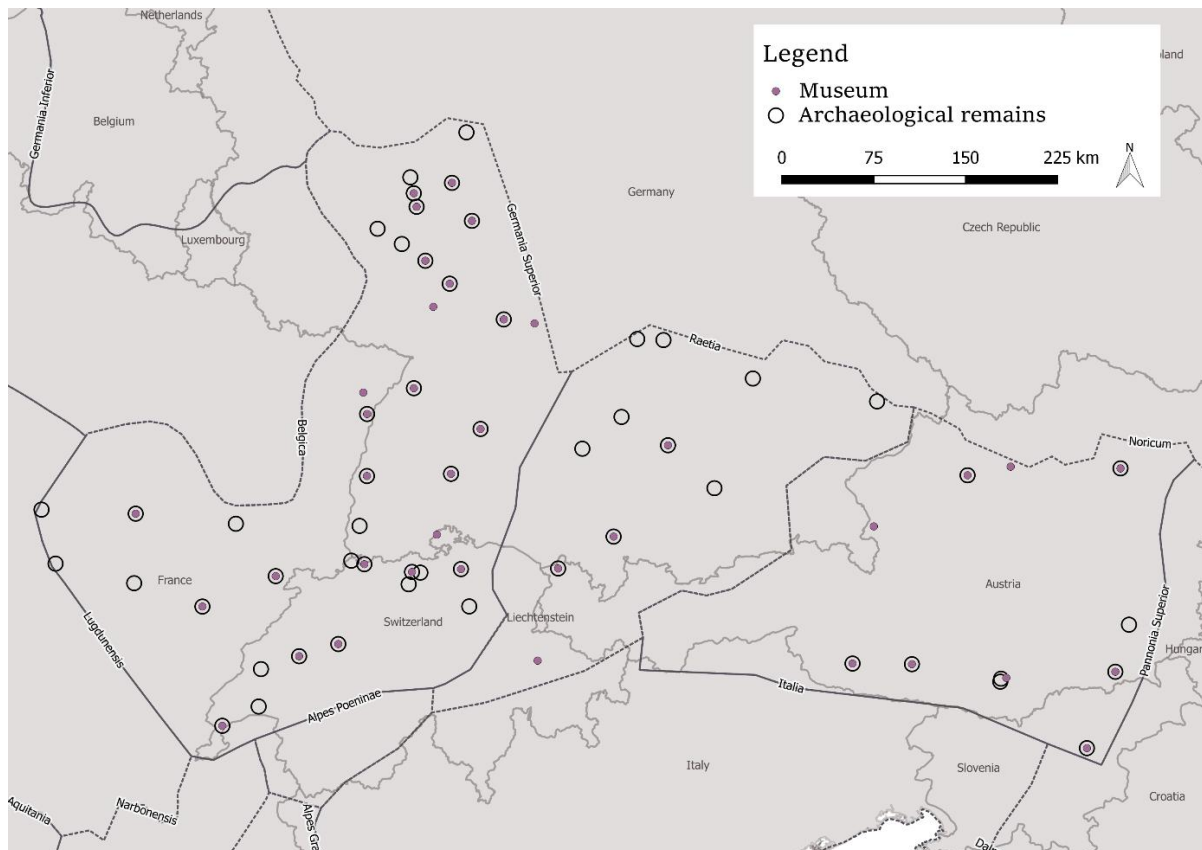 Netherlands
Legend
Museum
Archaeological remains
0 75 150 225 km
N
Germania Inferior
Belgium
Luxembourg
Germany
Czech Republic
Germania Superior
Raetia
Belgica
Noricum
France
Lugdunensis
Switzerland
Liechtenstein
Austria
Pannonia Superior
Alpes Poeninae
Italia
Italy
Slovenia
Croatia
Aquitania
Narbonensis